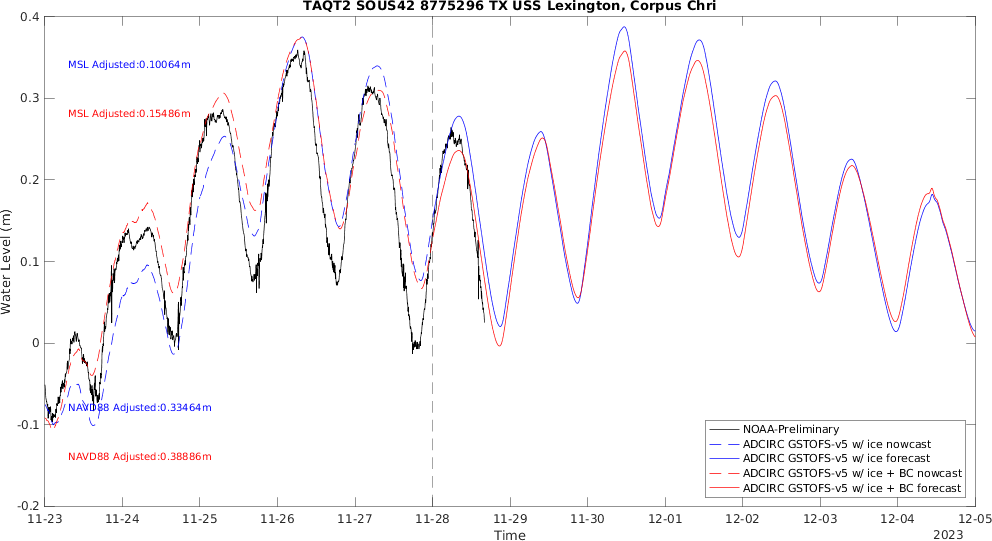 TAQT2 SOUS42 8775296 TX USS Lexington, Corpus Chri
0.4
MSL Adjusted:0.10064m
0.3
MSL Adjusted:0.15486m
0.2
0.1
0
-0.1
-0.2
Water Level (m)
NAVD88 Adjusted:0.33464m
NAVD88 Adjusted:0.38886m
NOAA-Preliminary
ADCIRC GSTOFS-v5 w/ ice nowcast
ADCIRC GSTOFS-v5 w/ ice forecast
ADCIRC GSTOFS-v5 w/ ice + BC nowcast
ADCIRC GSTOFS-v5 w/ ice + BC forecast
11-23 11-24 11-25 11-26 11-27 11-28 11-29 11-30 12-01 12-02 12-03 12-04 12-05
Time
2023